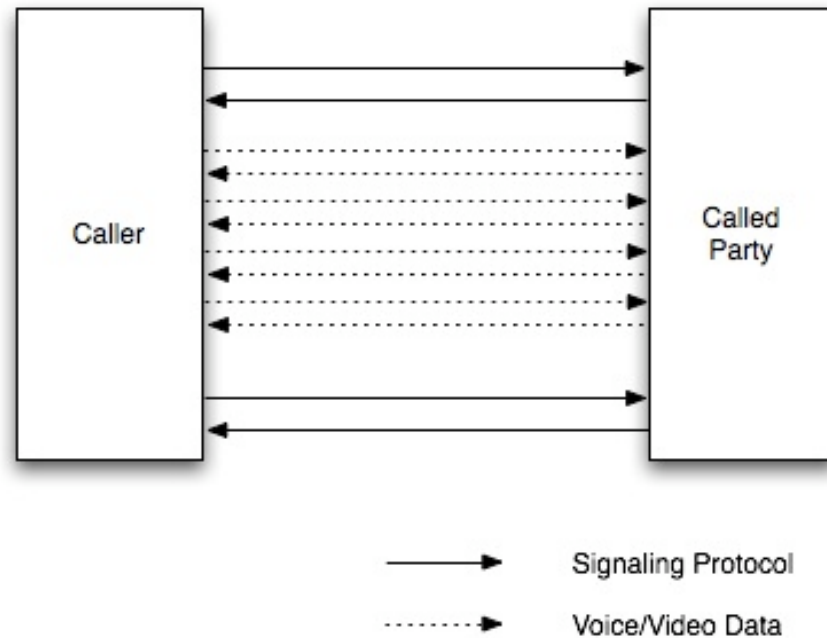 Caller
Called
Party
Signaling Protocol
Voice/Video Data